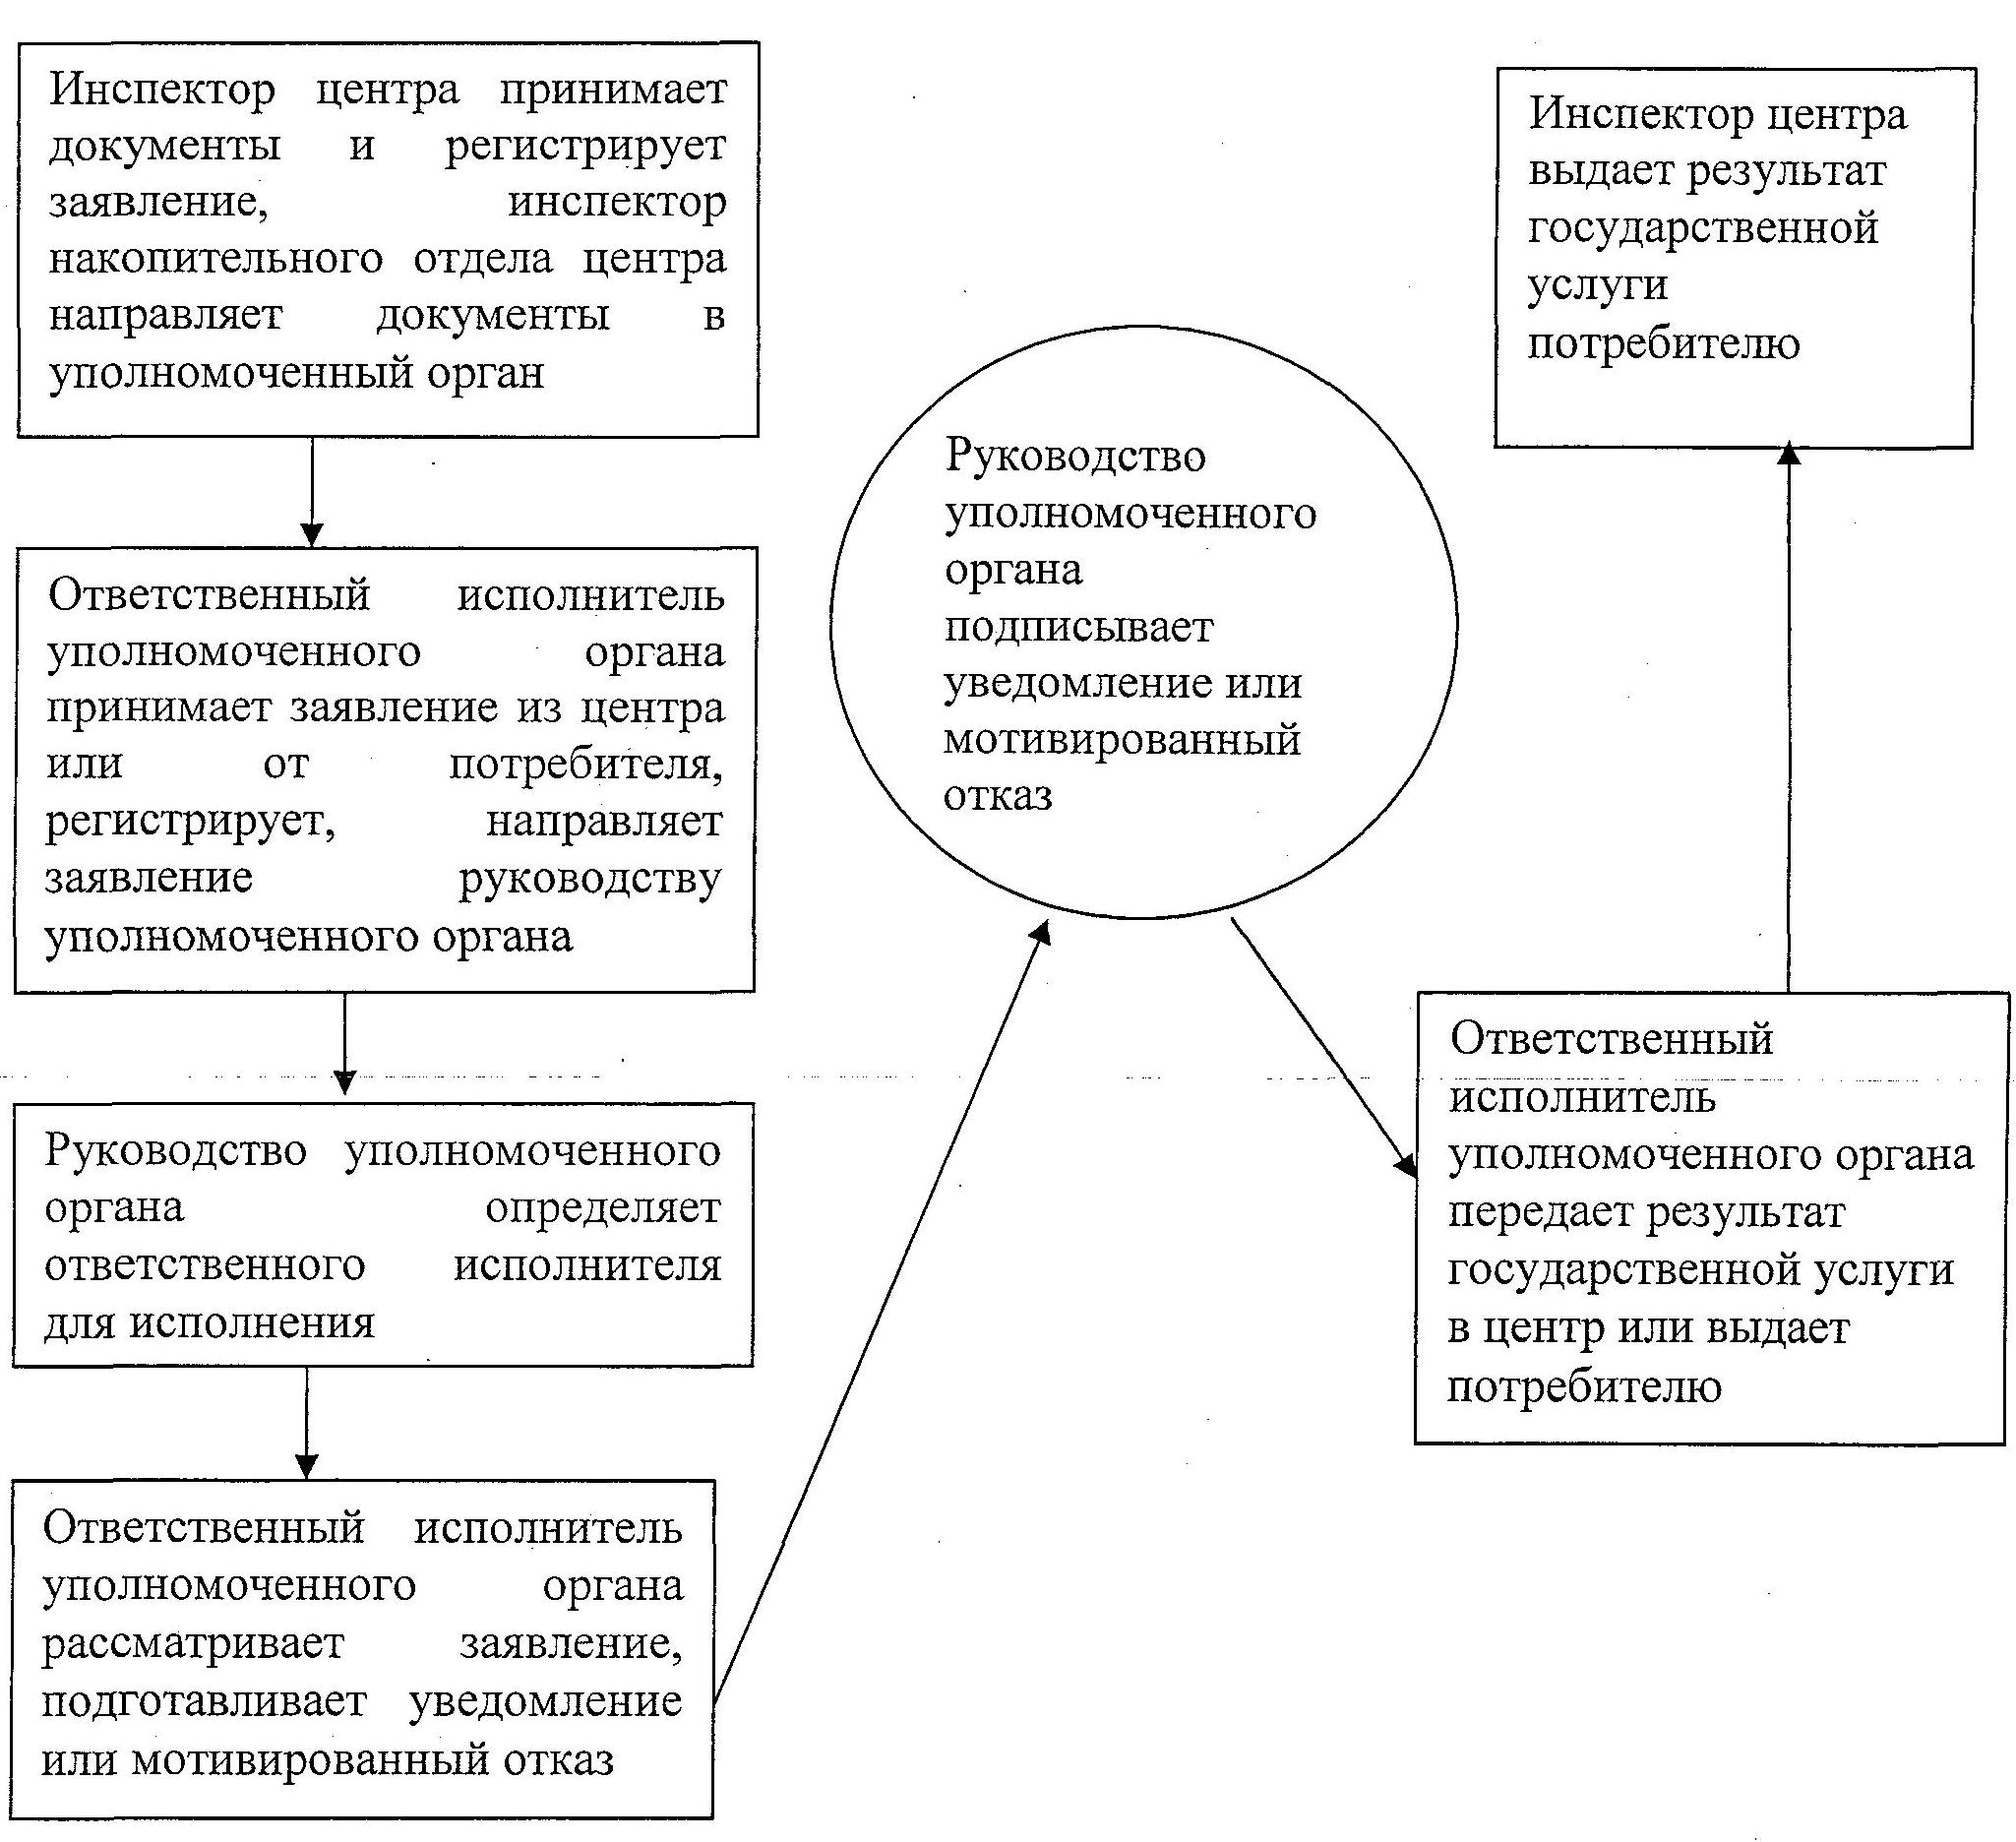 Инспектор центра принимает
документы и регистрирует
заявление, инспектор
накопительного отдела центра
направляет документы в
уполномоченный орган
Ответственный исполнитель
уполномоченного органа
принимает заявление из центра
или от потребителя,
регистрирует, направляет
заявление руководству
уполномоченного органа
Руководство уполномоченного
органа определяет
ответственного исполнителя
для исполнения
Ответственный исполнитель
уполномоченного органа
рассматривает заявление,
подготавливает уведомление
или мотивированный отказ
Руководство
уполномоченного
органа
подписывает
уведомление или
мотивированный
отказ
Ответственный
исполнитель
уполномоченного органа
передает результат
государственной услуги
в центр или выдает
потребителю
Инспектор центра
выдает результат
государственной
услуги
потребителю